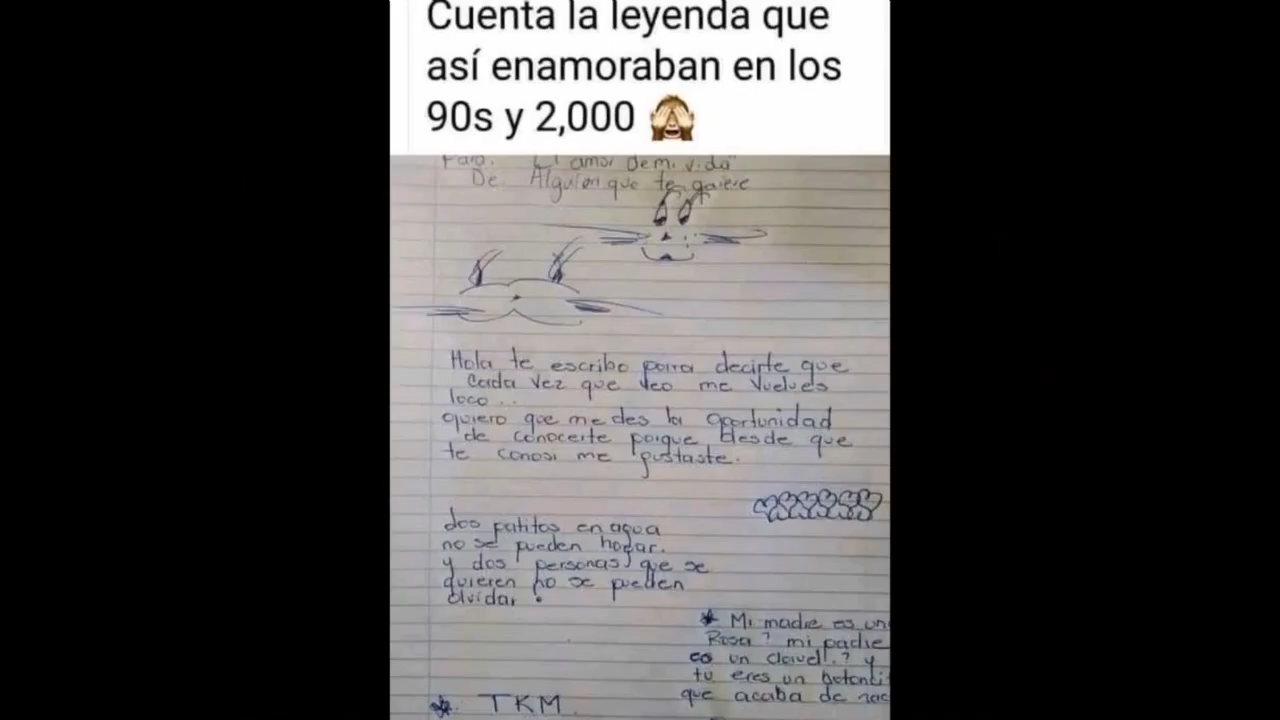 Cuenta la leyenda que
así enamoraban en los
90s y 2,000
Para. El amor de mi vida"
De Alguien que te quiere
Hola te escribo para decirte que
cada vez que veo me vuelves
loco..
quiero que me des la oportunidad
de conocerte porque desde que
te conosi me gustaste.
dos patitos en agua
no se pueden hogar.
y dos personas que se
quieren no se pueden
olvidar.
* Mi madre es un
Rosa? mi padre
es un clavel.? y
tu eres un botonci
que acaba de nac
* TKM